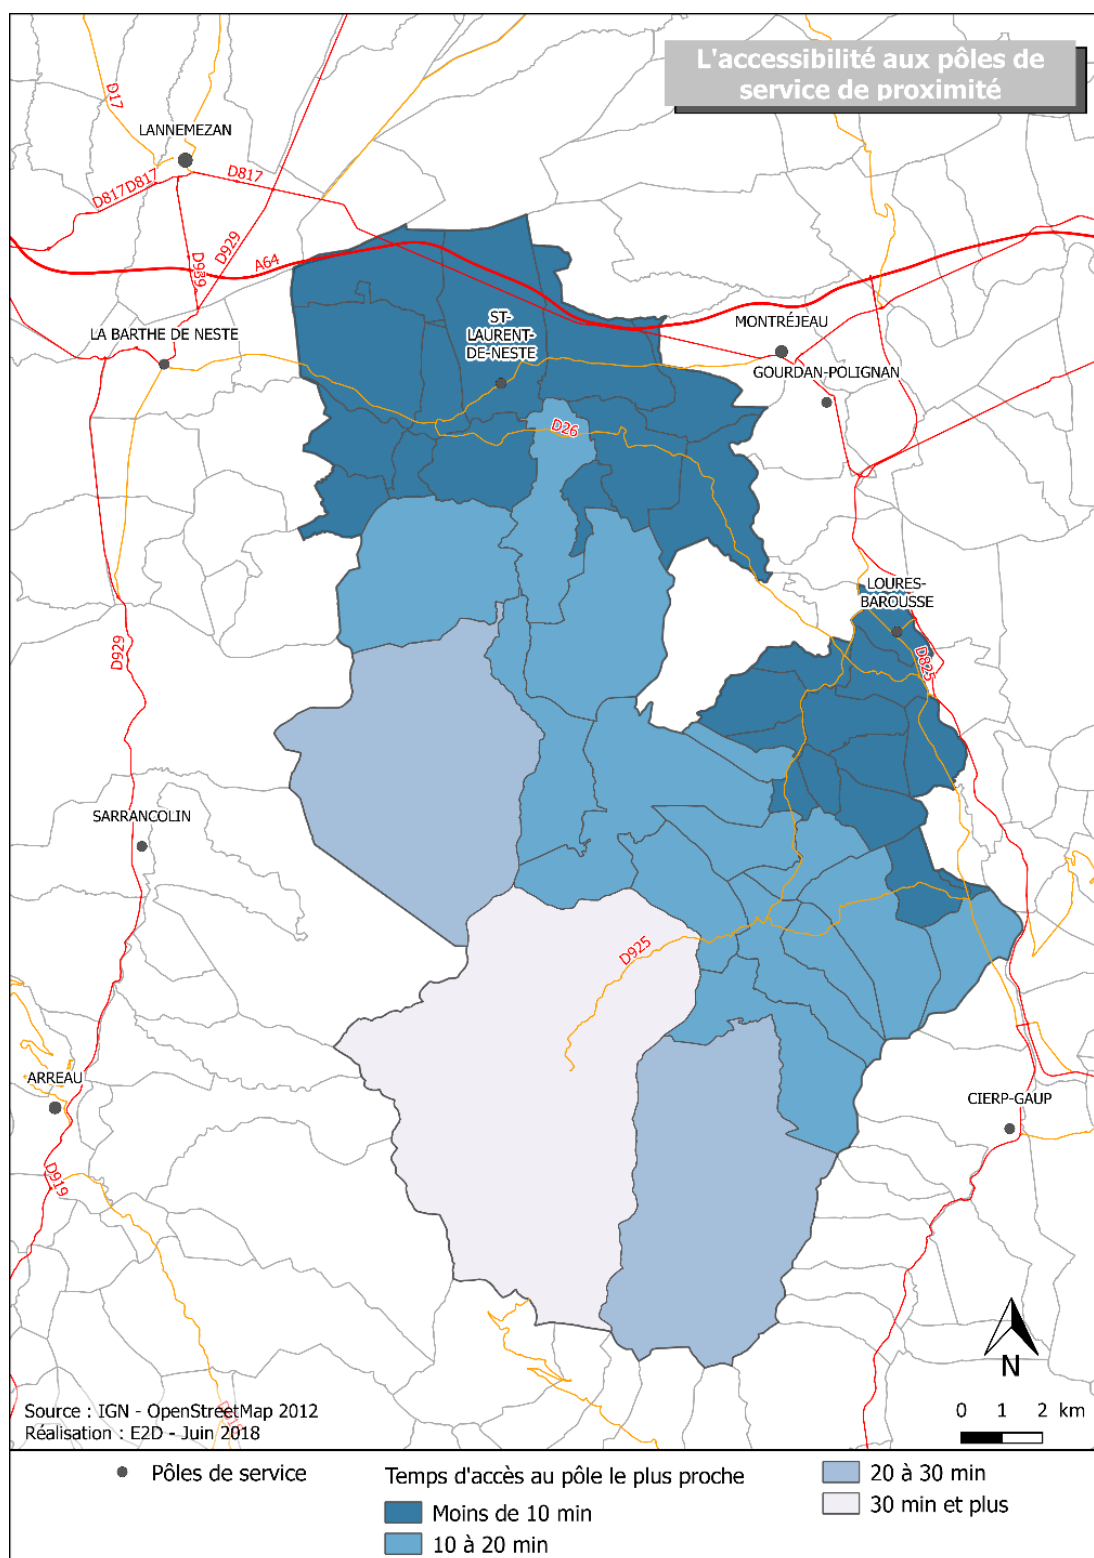 L'accessibilité aux pôles de
service de proximité
D17
LANNEMEZAN
D817
D817
D817
D929
D939
A64
LA BARTHE DE NESTE
ST-
LAURENT-
DE-NESTE
MONTRÉJEAU
GOURDAN-POLIGNAN
D26
LOURES-
BAROUSSE
D929
D825
SARRANCOLIN
D925
ARREAU
CIERP-GAUP
D919
N
Source : IGN - OpenStreetMap 2012
Réalisation : E2D - Juin 2018
0 1 2 km
Pôles de service
Temps d'accès au pôle le plus proche
Moins de 10 min
10 à 20 min
20 à 30 min
30 min et plus